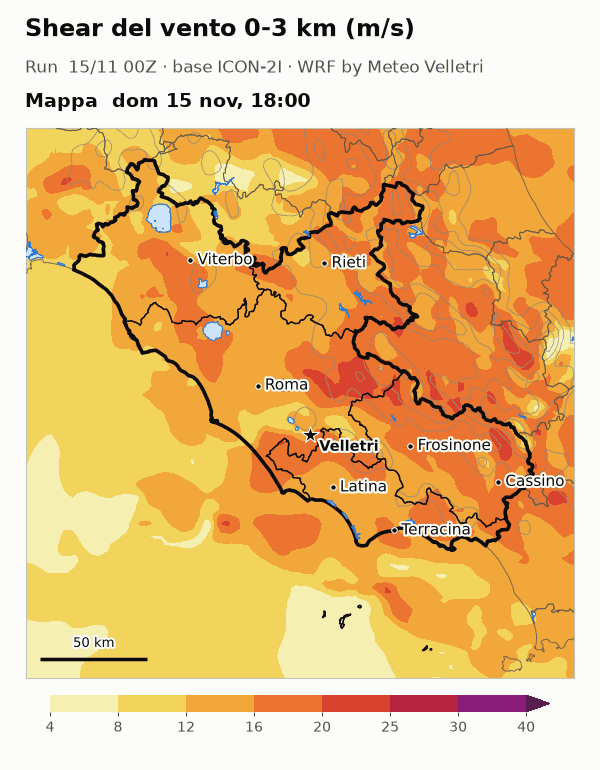 Shear del vento 0-3 km (m/s)
Run  15/11 00Z · base ICON-2I · WRF by Meteo Velletri
Mappa  dom 15 nov, 18:00
Viterbo
Rieti
Roma
Velletri
Frosinone
Latina
Cassino
Terracina
50 km
4 8 12 16 20 25 30 40